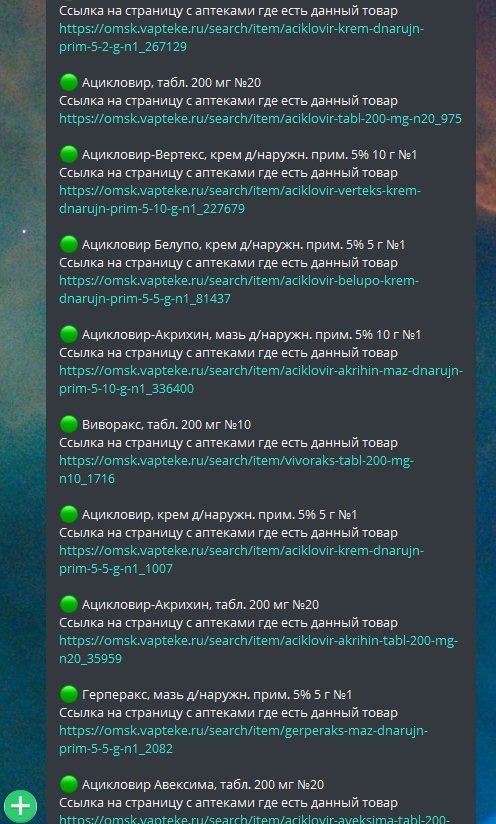 Ссылка на страницу с аптеками где есть данный товар
https://omsk.vapteke.ru/search/item/aciklovir-krem-dnarujn-
prim-5-2-g-n1_267129
Ацикловир, табл. 200 мг №20
Ссылка на страницу с аптеками где есть данный товар
https://omsk.vapteke.ru/search/item/aciklovir-tabl-200-mg-n20_975
Ацикловир-Вертекс, крем д/наружн. прим. 5% 10 г №1
Ссылка на страницу с аптеками где есть данный товар
https://omsk.vapteke.ru/search/item/aciklovir-verteks-krem-
dnarujn-prim-5-10-g-n1_227679
Ацикловир Белупо, крем д/наружн. прим. 5% 5 г №1
Ссылка на страницу с аптеками где есть данный товар
https://omsk.vapteke.ru/search/item/aciklovir-belupo-krem-
dnarujn-prim-5-5-g-n1_81437
Ацикловир-Акрихин, мазь д/наружн. прим. 5% 10 г №1
Ссылка на страницу с аптеками где есть данный товар
https://omsk.vapteke.ru/search/item/aciklovir-akrihin-maz-dnarujn-
prim-5-10-g-n1_336400
Виворакс, табл. 200 мг №10
Ссылка на страницу с аптеками где есть данный товар
https://omsk.vapteke.ru/search/item/vivoraks-tabl-200-mg-
n10_1716
Ацикловир, крем д/наружн. прим. 5% 5 г №1
Ссылка на страницу с аптеками где есть данный товар
https://omsk.vapteke.ru/search/item/aciklovir-krem-dnarujn-
prim-5-5-g-n1_1007
Ацикловир-Акрихин, табл. 200 мг №20
Ссылка на страницу с аптеками где есть данный товар
https://omsk.vapteke.ru/search/item/aciklovir-akrihin-tabl-200-mg-
n20_35959
Герперакс, мазь д/наружн. прим. 5% 5 г №1
Ссылка на страницу с аптеками где есть данный товар
https://omsk.vapteke.ru/search/item/gerperaks-maz-dnarujn-
prim-5-5-g-n1_2082
Ацикловир Авексима, табл. 200 мг №20
Ссылка на страницу с аптеками где есть данный товар
https://omsk.vapteke.ru/search/item/aciklovir-aveksima-tabl-200-